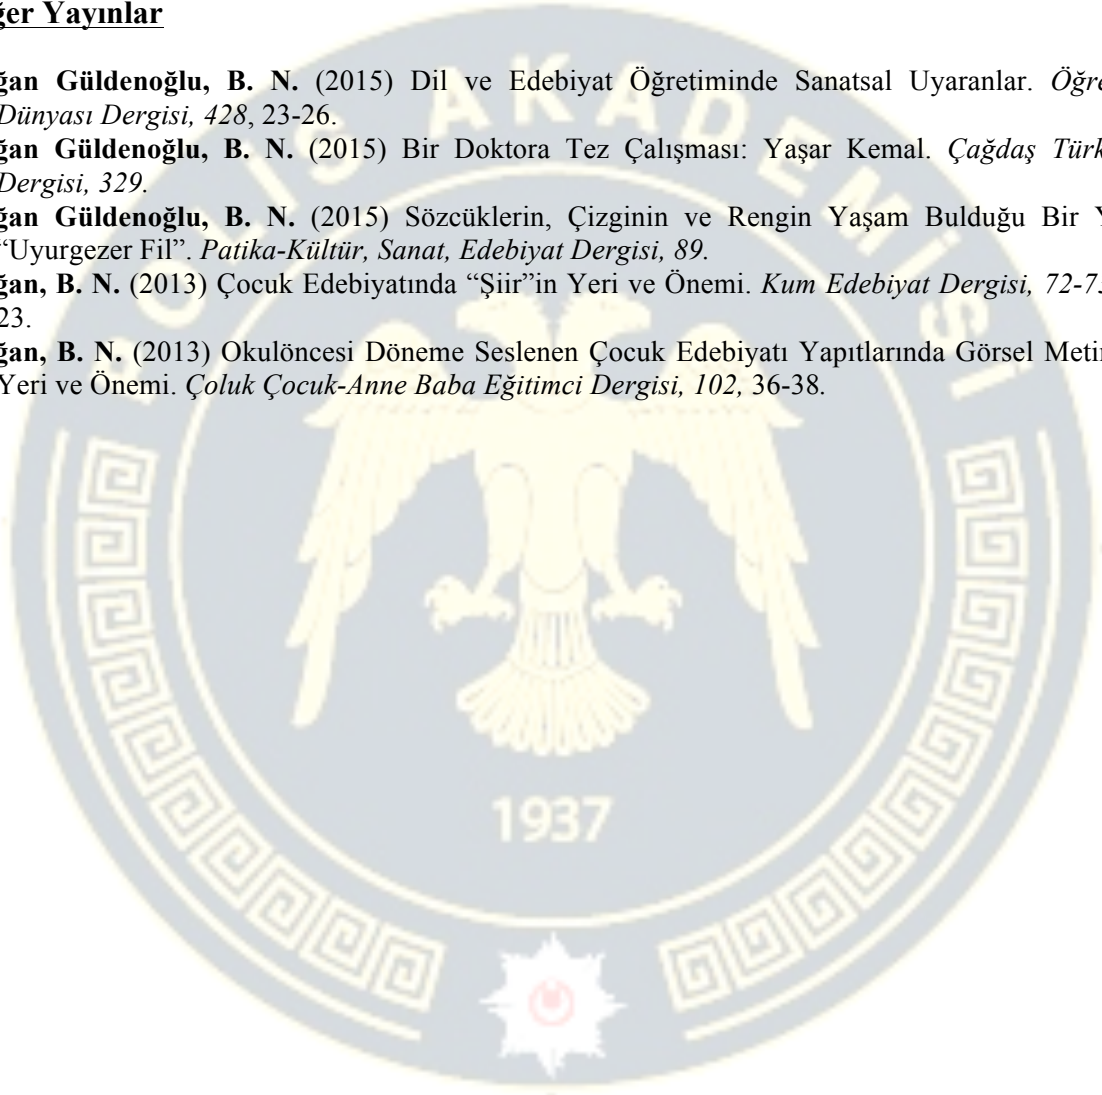 ğer Yayınlar
ğan Güldenoğlu, B. N. (2015) Dil ve Edebiyat Öğretiminde Sanatsal Uyaranlar. Öğre
Dünyası Dergisi, 428, 23-26.
ğan Güldenoğlu, B. N. (2015) Bir Doktora Tez Çalışması: Yaşar Kemal. Çağdaş Türk
Dergisi, 329.
ğan Güldenoğlu, B. N. (2015) Sözcüklerin, Çizginin ve Rengin Yaşam Bulduğu Bir Y
“Uyurgezer Fil”. Patika-Kültür, Sanat, Edebiyat Dergisi, 89.
ğan, B. N. (2013) Çocuk Edebiyatında “Şiir”in Yeri ve Önemi. Kum Edebiyat Dergisi, 72-73
23.
ğan, B. N. (2013) Okulöncesi Döneme Seslenen Çocuk Edebiyatı Yapıtlarında Görsel Metin
Yeri ve Önemi. Çoluk Çocuk-Anne Baba Eğitimci Dergisi, 102, 36-38.
POLİS AKADEMİSİ
1937